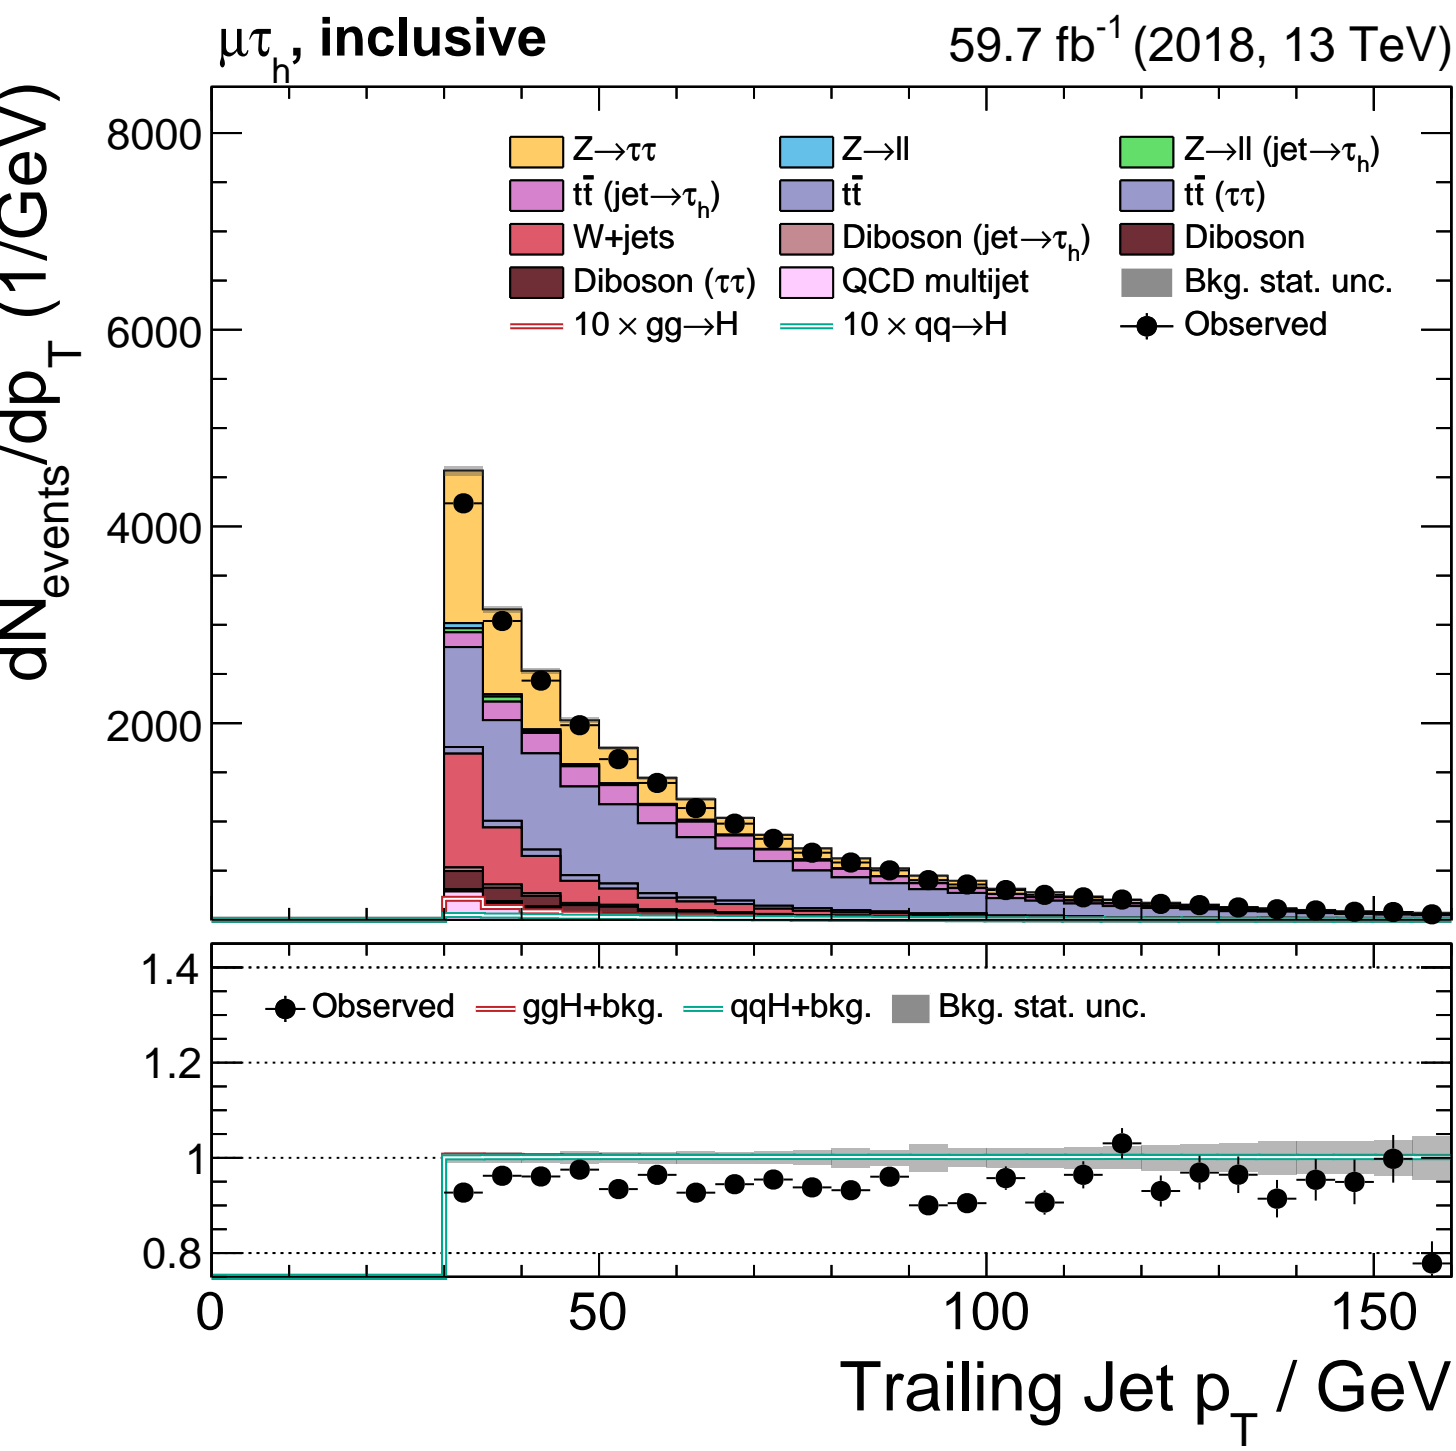 μτh, inclusive
59.7 fb-1 (2018, 13 TeV)
dNevents/dpT (1/GeV)
8000
6000
4000
2000
Z→ττ
Z→ll
Z→ll (jet→τh)
tt̄ (jet→τh)
tt̄
tt̄ (ττ)
W+jets
Diboson (jet→τh)
Diboson
Diboson (ττ)
QCD multijet
Bkg. stat. unc.
10 × gg→H
10 × qq→H
Observed
1.4
1.2
1
0.8
Observed
ggH+bkg.
qqH+bkg.
Bkg. stat. unc.
0
50
100
150
Trailing Jet pT / GeV